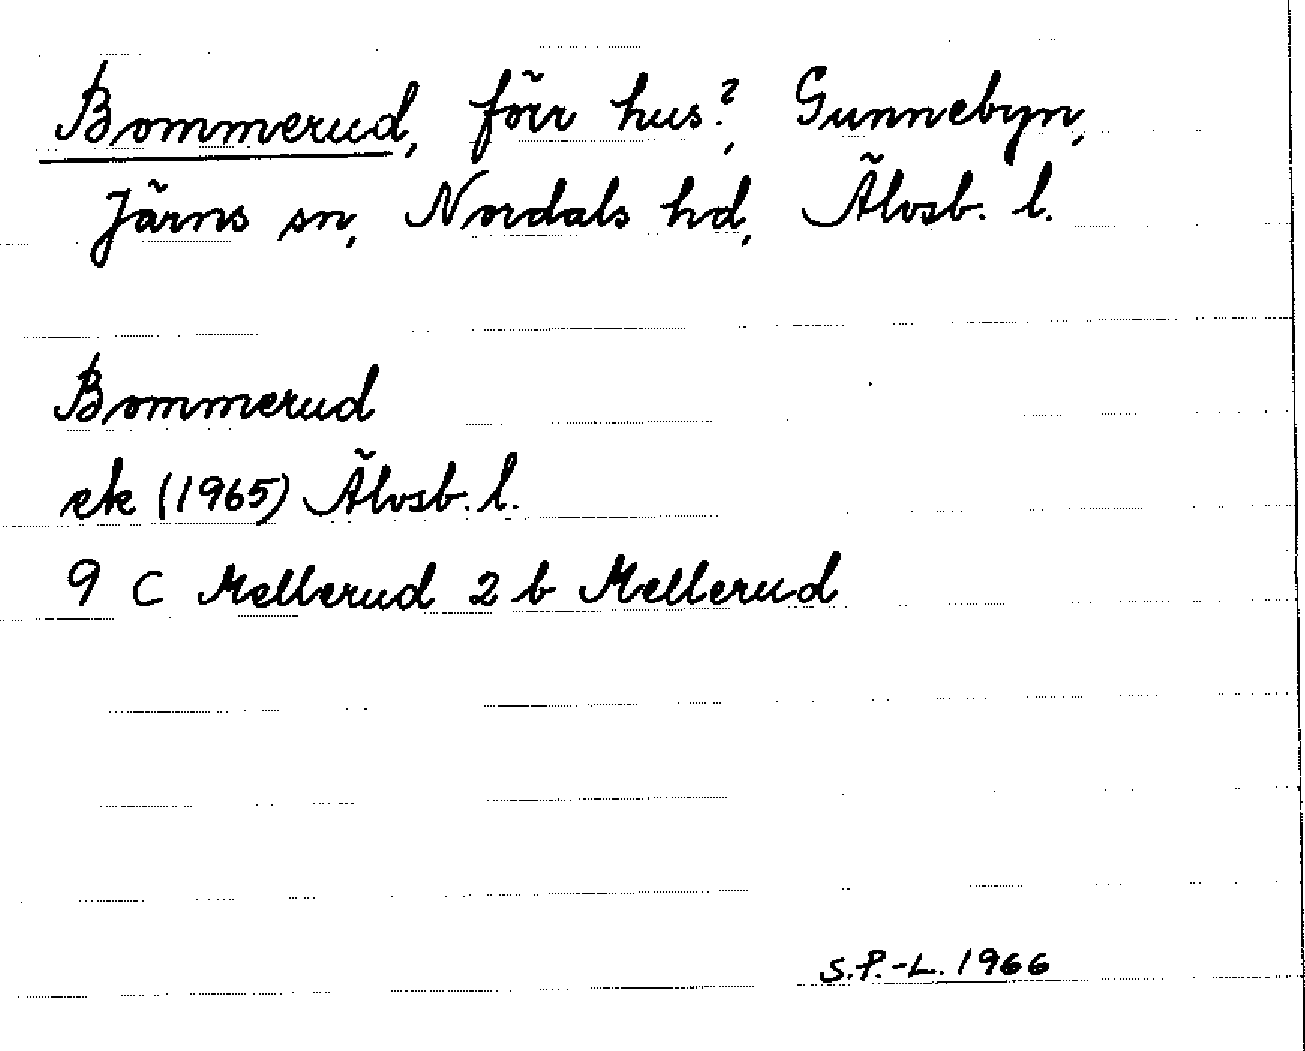 Bommerud, förr hus?, Gunnebyn,
Järns sn, Nordals hd, Älvsb. l.
Bommerud
ek (1965) Älvsb. l.
9 C Mellerud 2 b Mellerud
S.P.-L. 1966